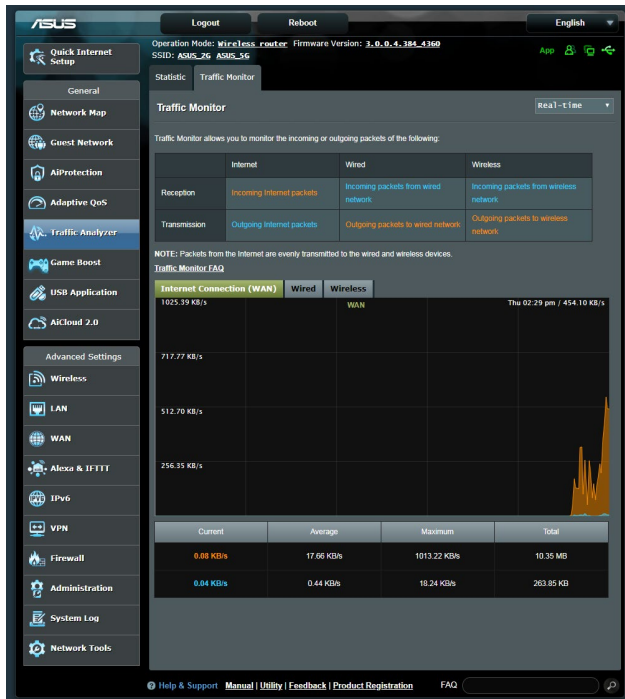 ASUS
Logout
Reboot
English
Quick Internet
Setup
General
Network Map
Guest Network
AiProtection
Adaptive QoS
Traffic Analyzer
Game Boost
USB Application
AiCloud 2.0
Advanced Settings
Wireless
LAN
WAN
Alexa & IFTTT
IPv6
VPN
Firewall
Administration
System Log
Network Tools
Operation Mode: Wireless router Firmware Version: 3.0.0.4.384_4360
SSID: ASUS_2G ASUS_5G
App
Statistic Traffic Monitor
Traffic Monitor
Real-time
Traffic Monitor allows you to monitor the incoming or outgoing packets of the following:
Internet Wired Wireless
Reception
Incoming Internet packets
Incoming packets from wired
network
Incoming packets from wireless
network
Transmission
Outgoing Internet packets
Outgoing packets to wired network
Outgoing packets to wireless
network
NOTE: Packets from the Internet are evenly transmitted to the wired and wireless devices.
Traffic Monitor FAQ
Internet Connection (WAN) Wired Wireless
1025.39 KB/s
WAN
Thu 02:29 pm / 454.10 KB/s
717.77 KB/s
512.70 KB/s
256.35 KB/s
Current Average Maximum Total
0.08 KB/s 17.66 KB/s 1013.22 KB/s 10.35 MB
0.04 KB/s 0.44 KB/s 18.24 KB/s 263.85 KB
Help & Support Manual | Utility | Feedback | Product Registration FAQ